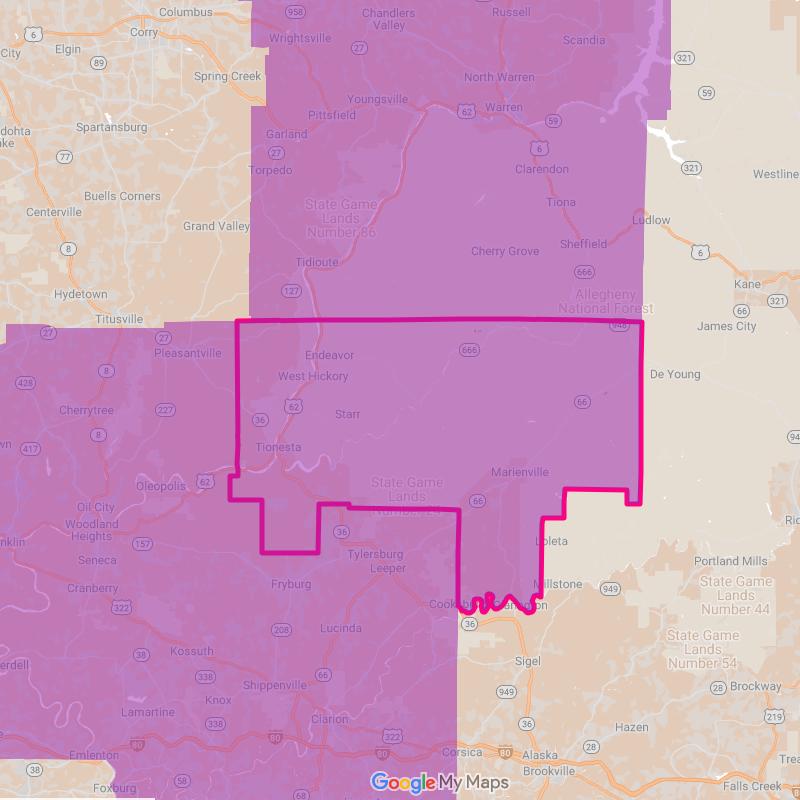 Columbus
958
Chandlers
Valley
Russell
6
Corry
Wrightsville
Scandia
City
Elgin
27
321
89
Spring Creek
North Warren
59
Youngsville
62
Warren
Pittsfield
59
Spartansburg
Garland
6
27
77
Torpedo
Clarendon
321
Westline
Buells Corners
State Game
Lands
Number 86
Tiona
Centerville
Grand Valley
Ludlow
8
Cherry Grove
Sheffield
6
Tidioute
666
Kane
Hydetown
127
Allegheny
National Forest
321
66
Titusville
James City
27
27
948
Pleasantville
Endeavor
666
428
8
West Hickory
De Young
Cherrytree
227
62
66
36
Starr
8
417
Tionesta
Marienville
Oleopolis
62
State Game
Lands
66
Oil City
Woodland
Heights
36
157
Loleta
Seneca
Tylersburg
Leeper
Portland Mills
Cranberry
Fryburg
Millstone
949
State Game
Lands
Number 44
322
36
208
Lucinda
State Game
Lands
Number 54
38
Kossuth
66
Sigel
338
Shippenville
28
Brockway
Knox
949
Lamartine
338
Clarion
36
Hazen
219
322
80
80
80
28
Emlenton
Corsica
Alaska
Brookville
38
58
Foxburg
68
Falls Creek
Google My Maps